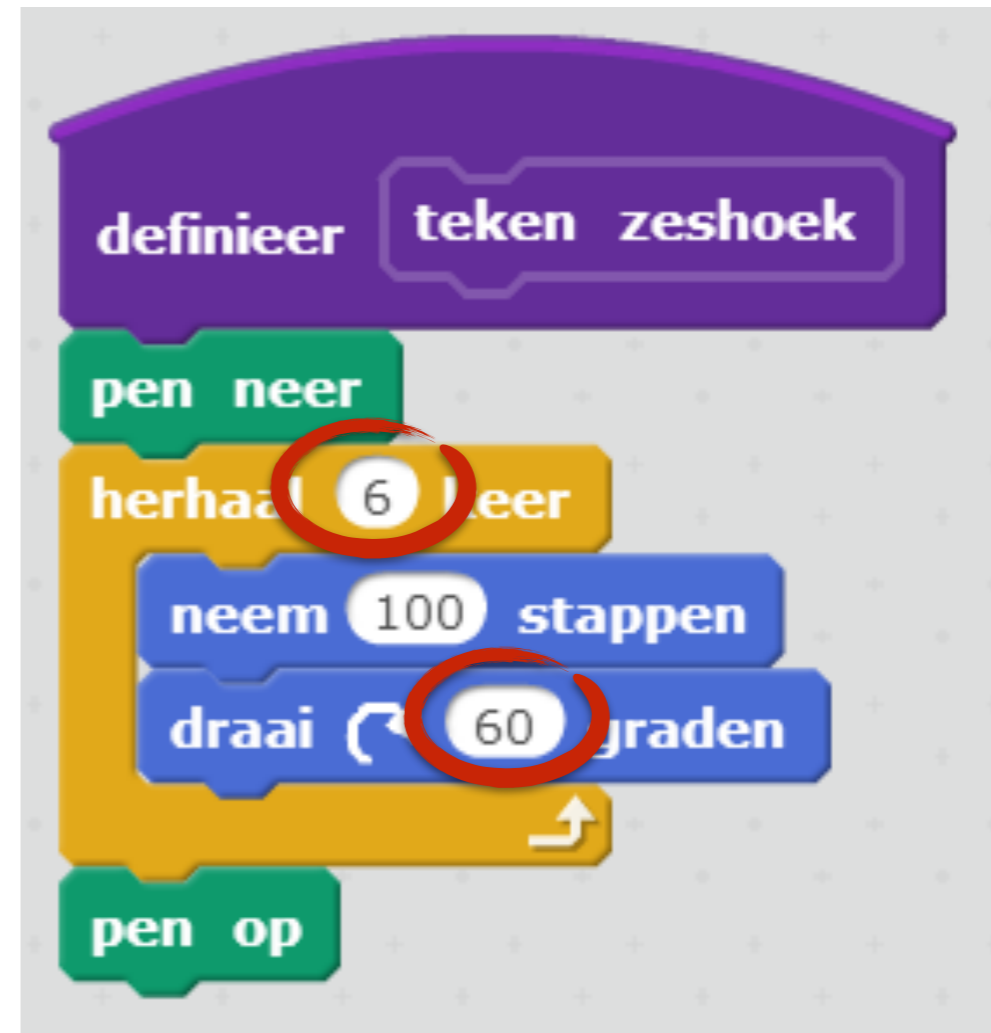 definieer teken zeshoek
pen neer
herhaal 6 keer
neem 100 stappen
draai 60 graden
pen op